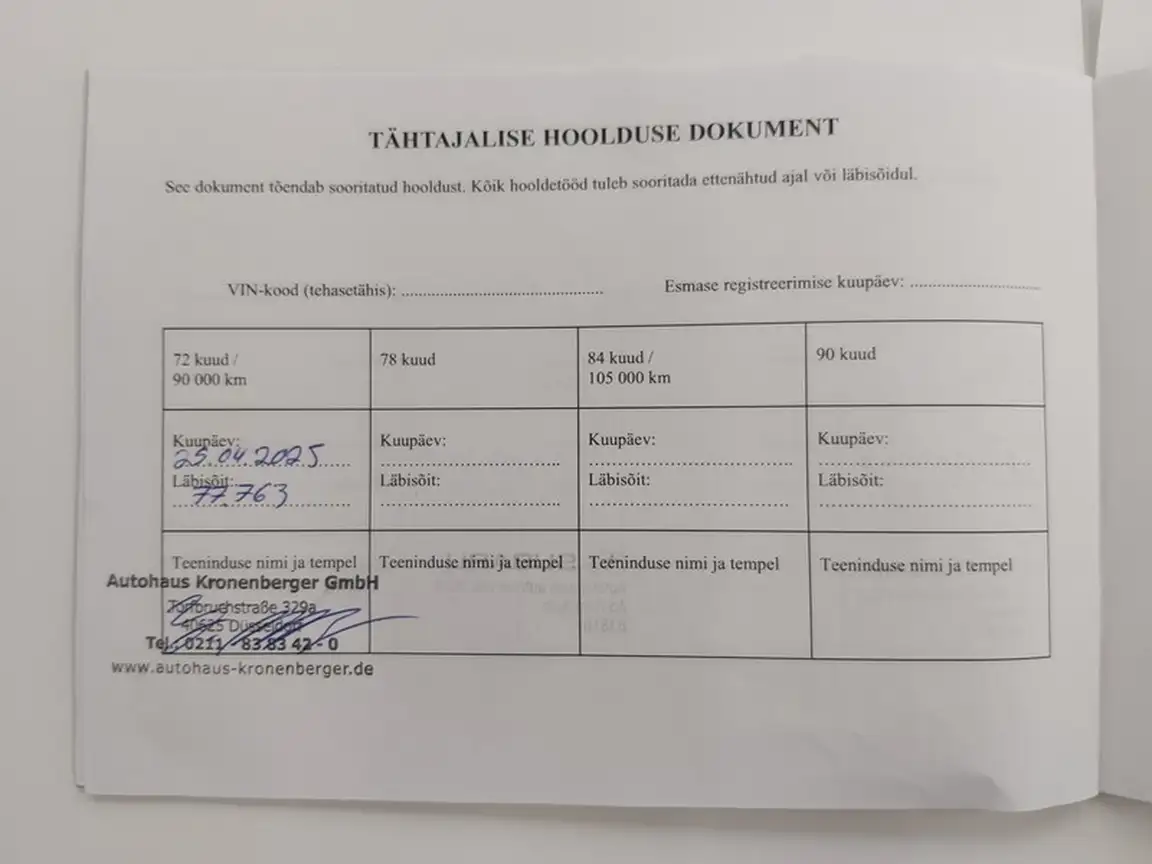 TÄHTAJALISE HOOLDUSE DOKUMENT
See dokument tõendab sooritatud hooldust. Kõik hooldetööd tuleb sooritada ettenähtud ajal või läbisõidul.
VIN-kood (tehasetähis): ............................................
Esmase registreerimise kuupäev: ............................
72 kuud /
90 000 km
78 kuud
84 kuud /
105 000 km
90 kuud
Kuupäev:
25.04.2025
Läbisõit:
77.763
Kuupäev:
Läbisõit:
Kuupäev:
Läbisõit:
Kuupäev:
Läbisõit:
Teeninduse nimi ja tempel
Autohaus Kronenberger GmbH
Torfbruchstraße 329a
40625 Düsseldorf
Tel.: 0211 - 83 83 42 - 0
www.autohaus-kronenberger.de
Teeninduse nimi ja tempel
Teeninduse nimi ja tempel
Teeninduse nimi ja tempel